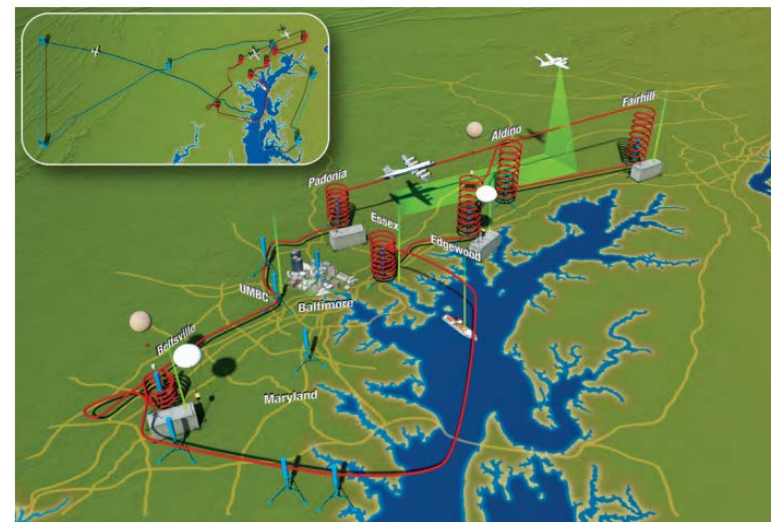 Fairhill
Aldino
Padonia
Essex
Edgewood
UMBC
Baltimore
Beltsville
Maryland